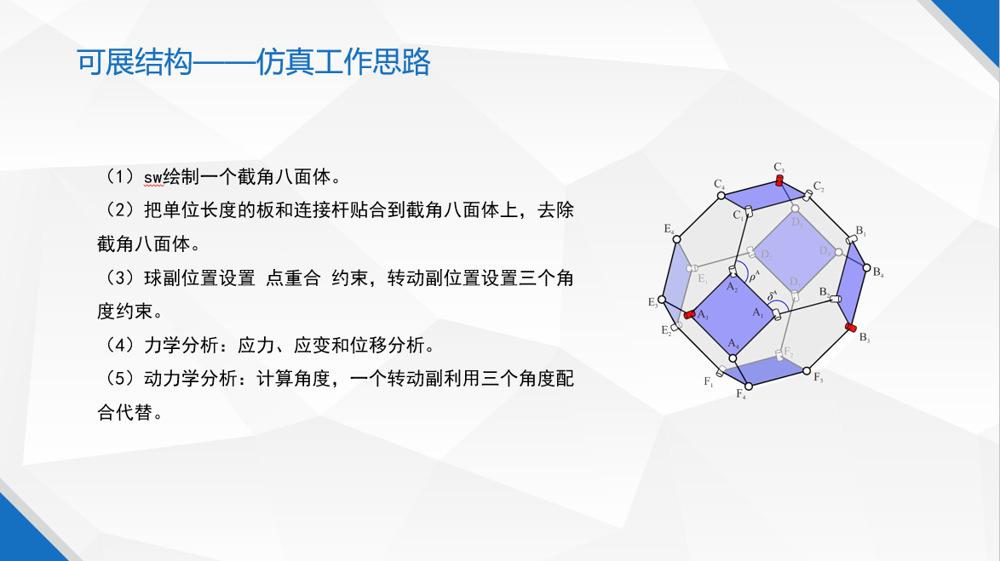 可展结构——仿真工作思路
（1）sw绘制一个截角八面体。
（2）把单位长度的板和连接杆贴合到截角八面体上，去除
截角八面体。
（3）球副位置设置 点重合 约束，转动副位置设置三个角
度约束。
（4）力学分析：应力、应变和位移分析。
（5）动力学分析：计算角度，一个转动副利用三个角度配
合代替。
C3
C4
C2
C1
D3
E4
B1
D2
D4
E1
ρA
B4
A2
D1
δA
B2
E3
A3
A1
E2
B3
A4
F2
F1
F3
F4